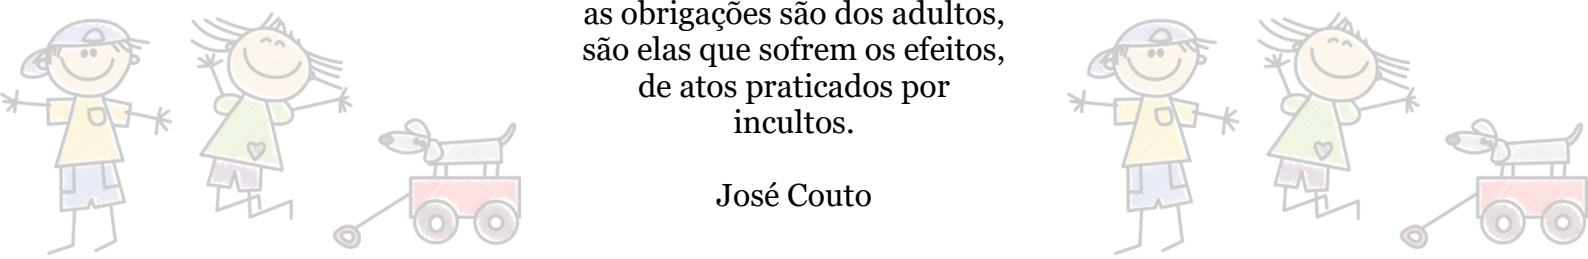 as obrigações são dos adultos,
são elas que sofrem os efeitos,
de atos praticados por
incultos.
José Couto